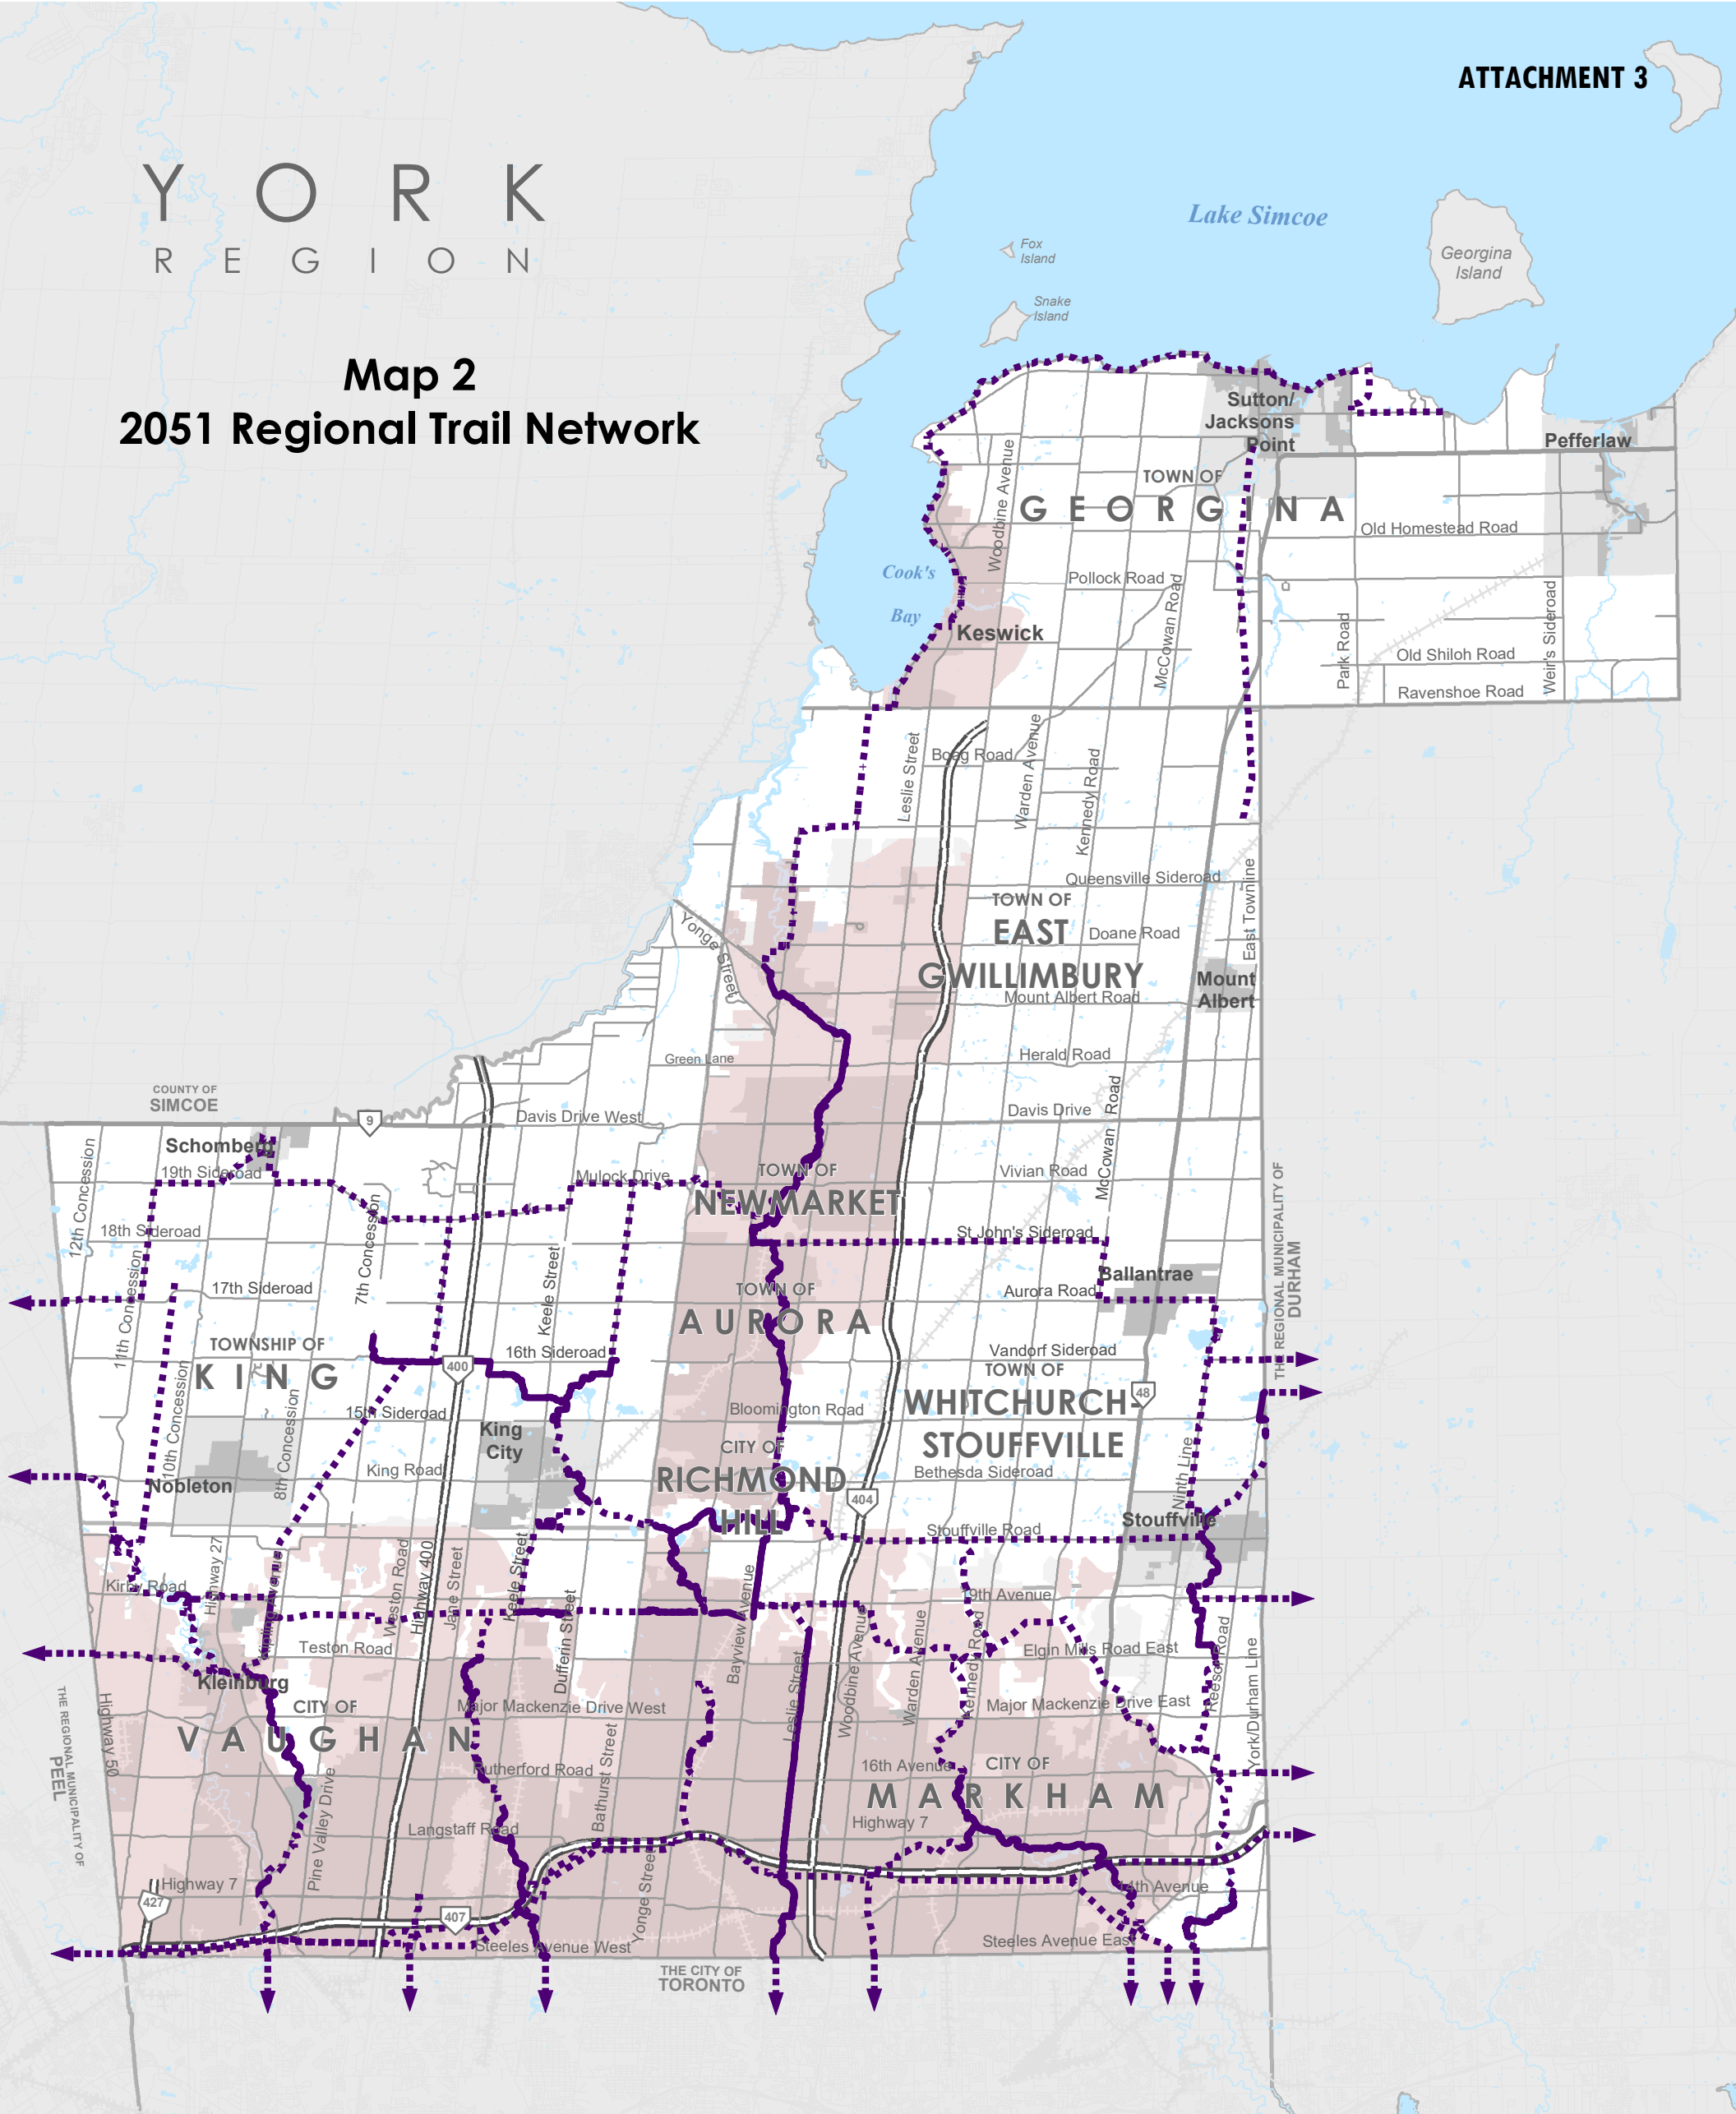 ATTACHMENT 3
YORK
REGION
Map 2
2051 Regional Trail Network
Lake Simcoe
Fox
Island
Georgina
Island
Snake
Island
Sutton/
Jacksons
Point
Pefferlaw
TOWN OF
GEORGINA
Woodbine Avenue
Old Homestead Road
Cook's
Bay
Pollock Road
McCowan Road
Keswick
Park Road
Weir's Sideroad
Old Shiloh Road
Ravenshoe Road
Leslie Street
Boag Road
Warden Avenue
Kennedy Road
Queensville Sideroad
East Townline
TOWN OF
EAST
GWILLIMBURY
Doane Road
Yonge Street
Mount
Albert
Mount Albert Road
Green Lane
Herald Road
COUNTY OF
SIMCOE
9
Davis Drive West
Davis Drive
McCowan Road
12th Concession
Schomberg
19th Sideroad
Mulock Drive
TOWN OF
NEWMARKET
Vivian Road
7th Concession
18th Sideroad
St John's Sideroad
THE REGIONAL MUNICIPALITY OF
DURHAM
11th Concession
17th Sideroad
Keele Street
TOWN OF
AURORA
Aurora Road
Ballantrae
TOWNSHIP OF
KING
400
16th Sideroad
Vandorf Sideroad
TOWN OF
WHITCHURCH-
STOUFFVILLE
48
10th Concession
8th Concession
15th Sideroad
Bloomington Road
King
City
CITY OF
RICHMOND
HILL
King Road
Nobleton
Bethesda Sideroad
Ninth Line
404
Stouffville
Stouffville Road
Kirby Road
Highway 27
Kipling Avenue
Weston Road
Highway 400
Jane Street
Keele Street
Dufferin Street
Bayview Avenue
19th Avenue
Teston Road
Leslie Street
Woodbine Avenue
Warden Avenue
Kennedy Road
Elgin Mills Road East
Reesor Road
York/Durham Line
Kleinburg
THE REGIONAL MUNICIPALITY OF
PEEL
Highway 50
CITY OF
VAUGHAN
Major Mackenzie Drive West
Major Mackenzie Drive East
Pine Valley Drive
Rutherford Road
Bathurst Street
16th Avenue
CITY OF
MARKHAM
Langstaff Road
Highway 7
Yonge Street
Highway 7
14th Avenue
427
407
Steeles Avenue West
Steeles Avenue East
THE CITY OF
TORONTO